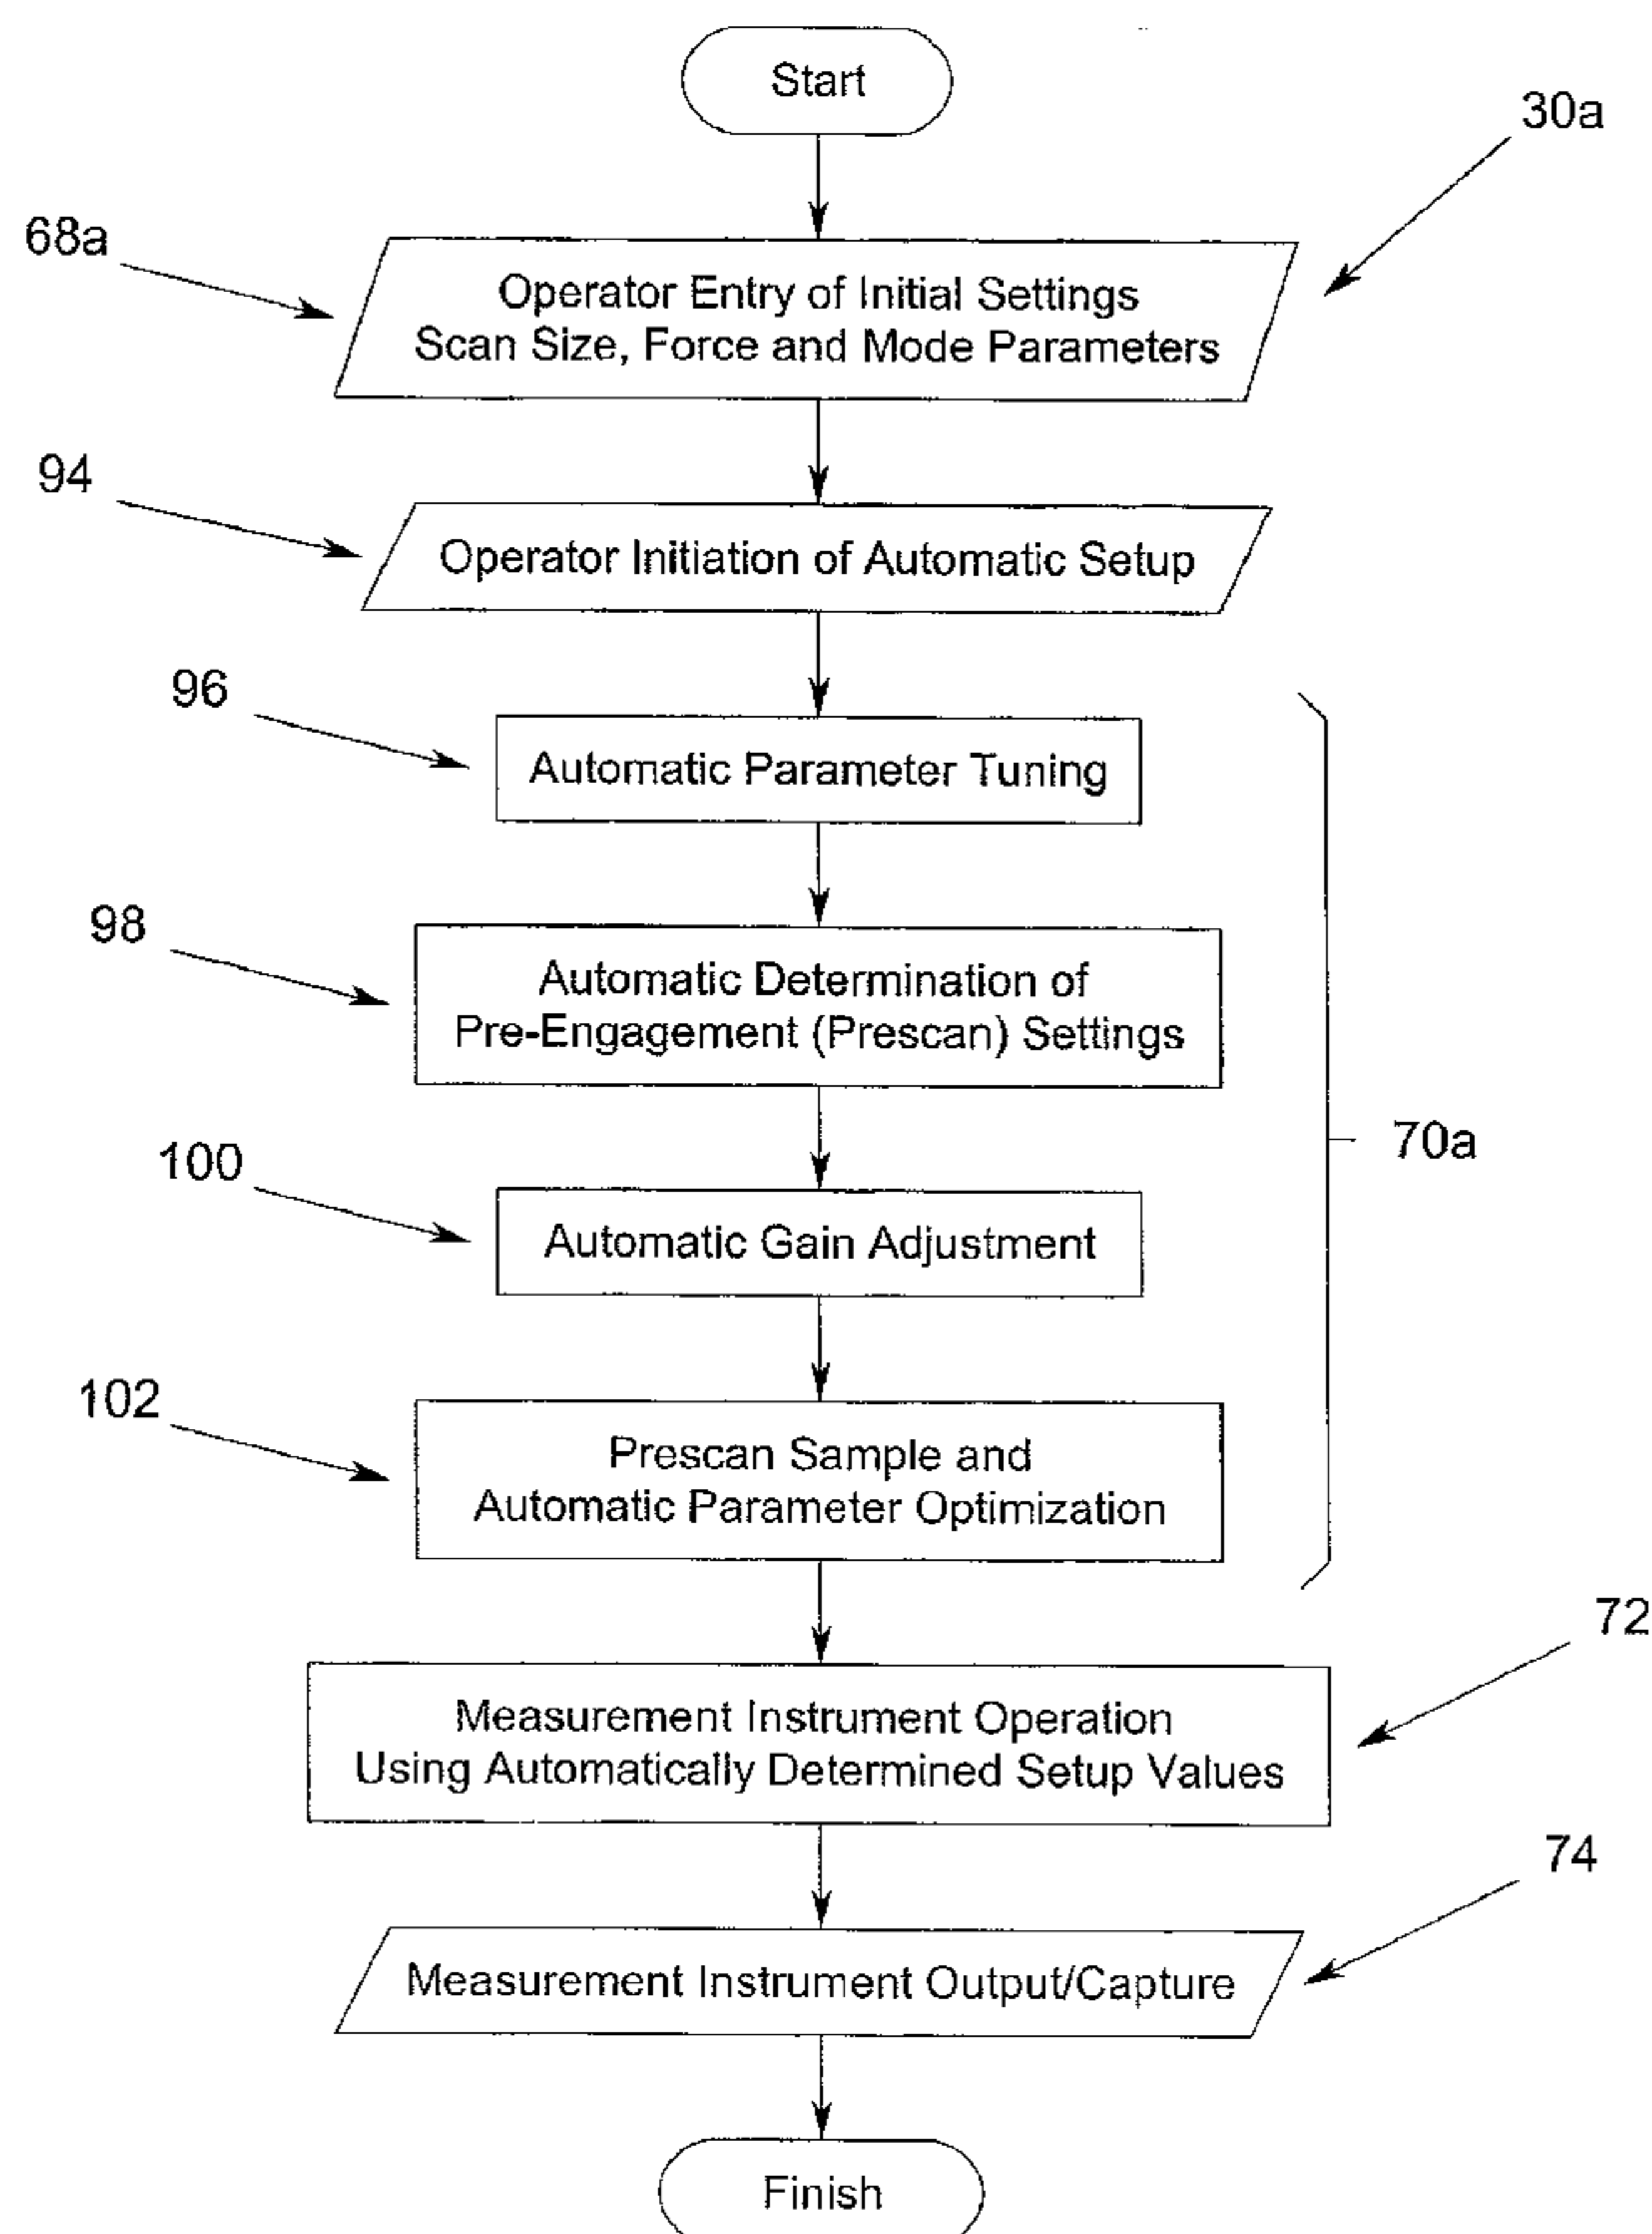 Start
30a
68a
Operator Entry of Initial Settings
Scan Size, Force and Mode Parameters
94
Operator Initiation of Automatic Setup
96
Automatic Parameter Tuning
98
Automatic Determination of
Pre-Engagement (Prescan) Settings
70a
100
Automatic Gain Adjustment
102
Prescan Sample and
Automatic Parameter Optimization
72
Measurement Instrument Operation
Using Automatically Determined Setup Values
74
Measurement Instrument Output/Capture
Finish